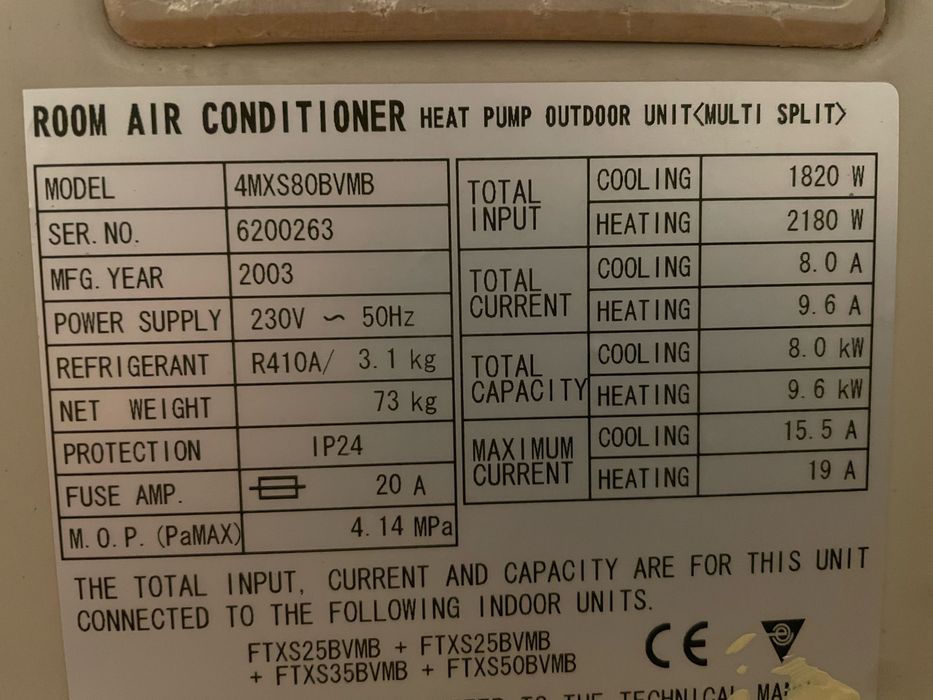 ROOM AIR CONDITIONER HEAT PUMP OUTDOOR UNIT<MULTI SPLIT>
MODEL 4MXS80BVMB
SER. NO. 6200263
MFG. YEAR 2003
POWER SUPPLY 230V ~ 50Hz
REFRIGERANT R410A/ 3.1 kg
NET WEIGHT 73 kg
PROTECTION IP24
FUSE AMP. 20 A
M.O.P. (PaMAX) 4.14 MPa
TOTAL INPUT COOLING 1820 W
HEATING 2180 W
TOTAL CURRENT COOLING 8.0 A
HEATING 9.6 A
TOTAL CAPACITY COOLING 8.0 kW
HEATING 9.6 kW
MAXIMUM CURRENT COOLING 15.5 A
HEATING 19 A
THE TOTAL INPUT, CURRENT AND CAPACITY ARE FOR THIS UNIT
CONNECTED TO THE FOLLOWING INDOOR UNITS.
FTXS25BVMB + FTXS25BVMB
+ FTXS35BVMB + FTXS50BVMB
CE e
TO THE TECHNICAL